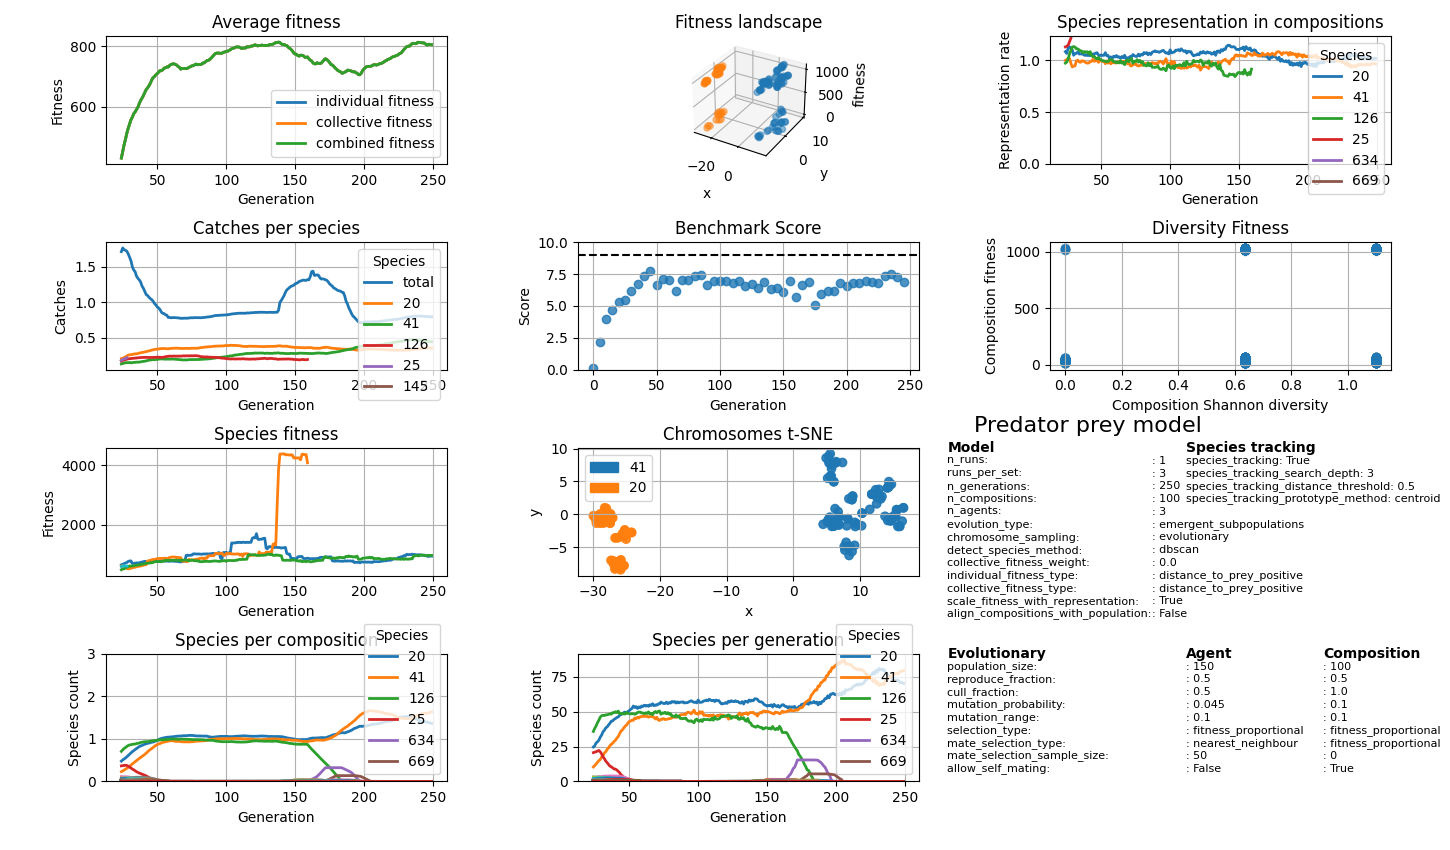 Average fitness
800
600
Fitness
individual fitness
collective fitness
combined fitness
50 100 150 200 250
Generation
Fitness landscape
1000
500
0
fitness
10
0
y
−20
0
x
Species representation in compositions
1.0
0.5
0.0
Representation rate
Species
20
41
126
25
634
669
50 100 150 200
Generation
Catches per species
1.5
1.0
0.5
Catches
Species
total
20
41
126
25
145
50 100 150 200 250
Generation
Benchmark Score
10.0
7.5
5.0
2.5
0.0
Score
0 50 100 150 200 250
Generation
Diversity Fitness
1000
500
0
Composition fitness
0.0 0.2 0.4 0.6 0.8 1.0
Composition Shannon diversity
Species fitness
4000
2000
Fitness
50 100 150 200 250
Generation
Chromosomes t-SNE
10
5
0
−5
y
41
20
−30 −20 −10 0 10
x
Predator prey model
Model
n_runs: : 1
runs_per_set: : 3
n_generations: : 250
n_compositions: : 100
n_agents: : 3
evolution_type: : emergent_subpopulations
chromosome_sampling: : evolutionary
detect_species_method: : dbscan
collective_fitness_weight: : 0.0
individual_fitness_type: : distance_to_prey_positive
collective_fitness_type: : distance_to_prey_positive
scale_fitness_with_representation: : True
align_compositions_with_population: : False
Species tracking
species_tracking: True
species_tracking_search_depth: 3
species_tracking_distance_threshold: 0.5
species_tracking_prototype_method: centroid
Species per composition
3
2
1
0
Species count
Species
20
41
126
25
634
669
50 100 150 200 250
Generation
Species per generation
75
50
25
0
Species count
Species
20
41
126
25
634
669
50 100 150 200 250
Generation
Evolutionary Agent Composition
population_size: : 150 : 100
reproduce_fraction: : 0.5 : 0.5
cull_fraction: : 0.5 : 1.0
mutation_probability: : 0.045 : 0.1
mutation_range: : 0.1 : 0.1
selection_type: : fitness_proportional : fitness_proportional
mate_selection_type: : nearest_neighbour : fitness_proportional
mate_selection_sample_size: : 50 : 0
allow_self_mating: : False : True